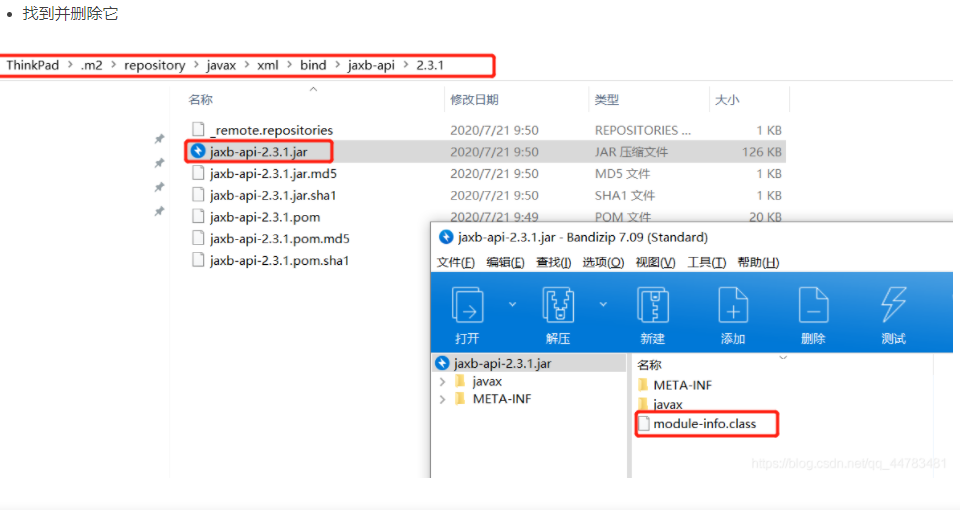 找到并删除它
ThinkPad > .m2 > repository > javax > xml > bind > jaxb-api > 2.3.1
名称 修改日期 类型 大小
_remote.repositories 2020/7/21 9:50 REPOSITORIES ... 1 KB
jaxb-api-2.3.1.jar 2020/7/21 9:50 JAR 压缩文件 126 KB
jaxb-api-2.3.1.jar.md5 2020/7/21 9:50 MD5 文件 1 KB
jaxb-api-2.3.1.jar.sha1 2020/7/21 9:50 SHA1 文件 1 KB
jaxb-api-2.3.1.pom 2020/7/21 9:49 POM 文件 20 KB
jaxb-api-2.3.1.pom.md5
jaxb-api-2.3.1.pom.sha1
jaxb-api-2.3.1.jar - Bandizip 7.09 (Standard)
文件(F) 编辑(E) 查找(I) 选项(O) 视图(V) 工具(T) 帮助(H)
打开 解压 新建 添加 删除 测试
jaxb-api-2.3.1.jar
javax
META-INF
名称
META-INF
javax
module-info.class
https://blog.csdn.net/qq_44783461